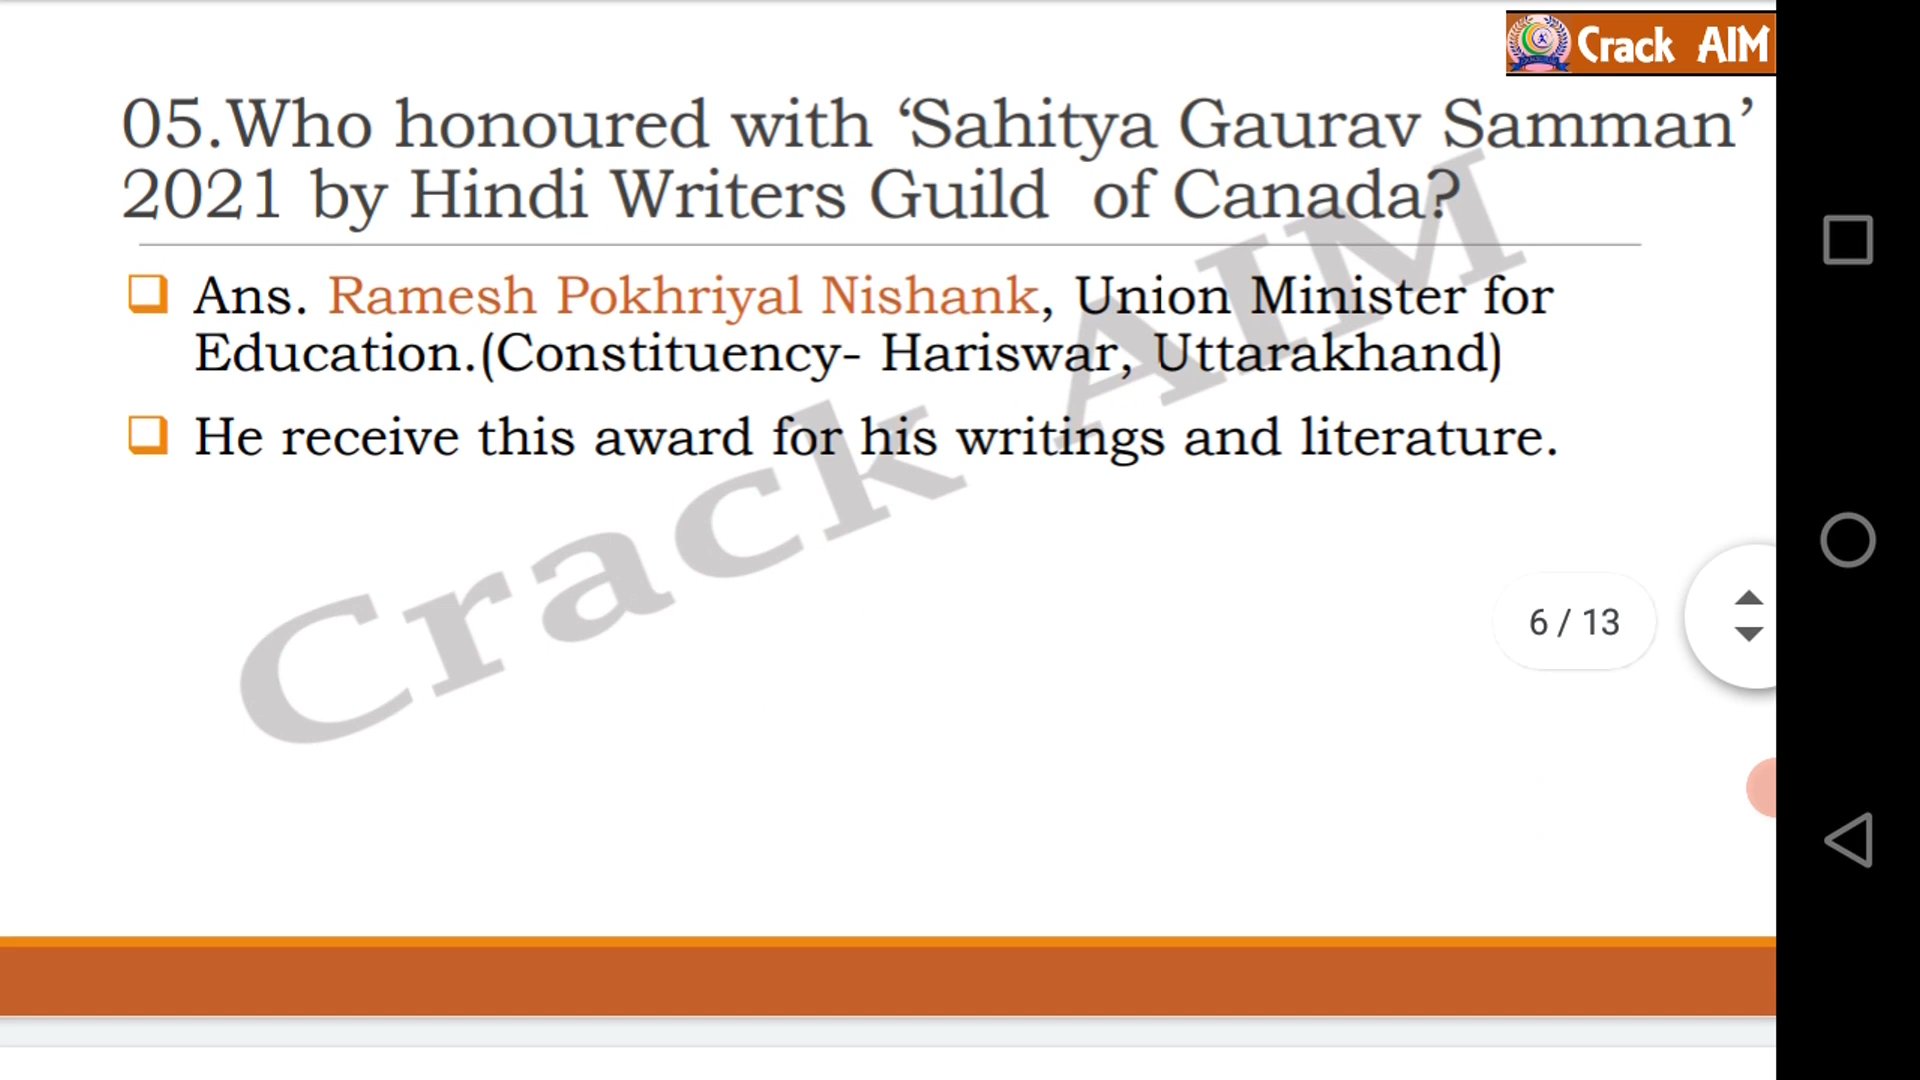 Crack AIM
05.Who honoured with ‘Sahitya Gaurav Samman’
2021 by Hindi Writers Guild of Canada?
Ans. Ramesh Pokhriyal Nishank, Union Minister for
Education.(Constituency- Hariswar, Uttarakhand)
He receive this award for his writings and literature.
Crack AIM
6 / 13